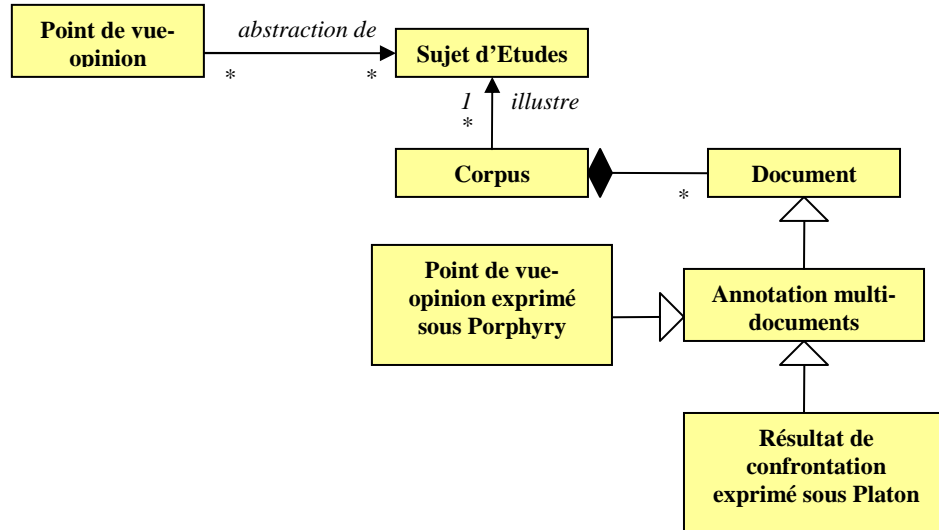 Point de vue-
opinion
abstraction de
* *
Sujet d'Etudes
1 illustre
*
Corpus
Document
*
Point de vue-
opinion exprimé
sous Porphyry
Annotation multi-
documents
Résultat de
confrontation
exprimé sous Platon